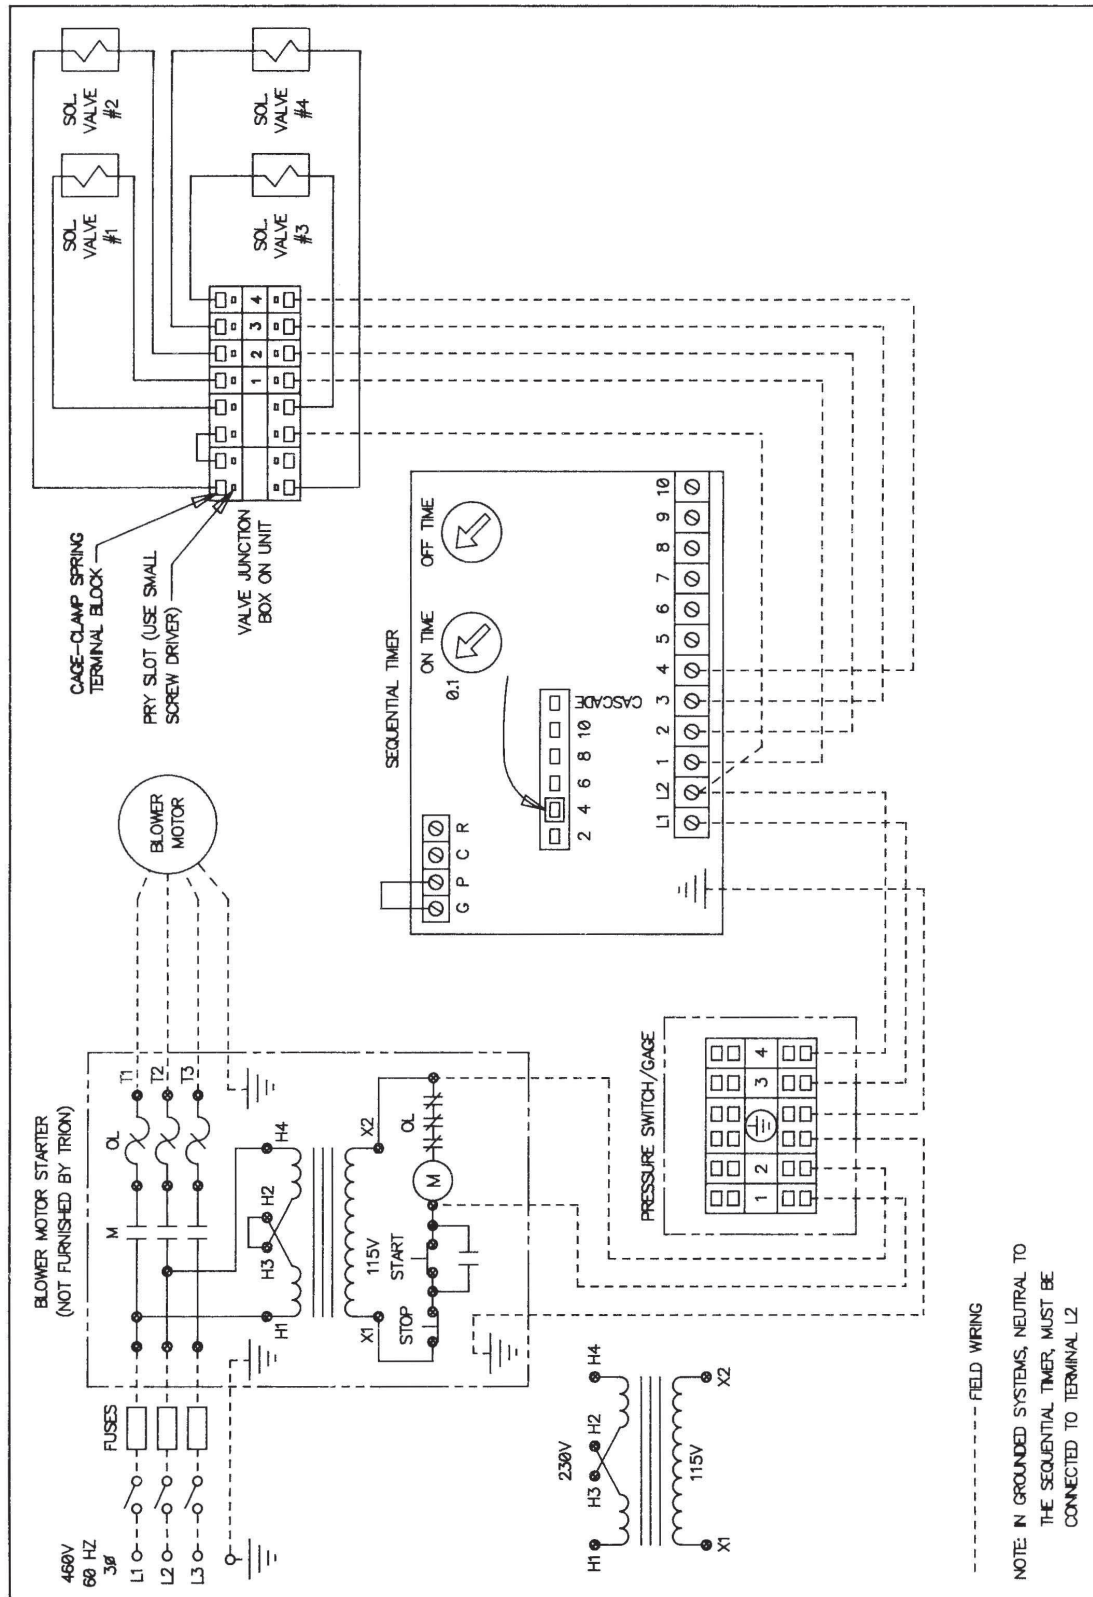 460V
60 HZ
3Ø
L1
L2
L3
FUSES
BLOWER MOTOR STARTER
(NOT FURNISHED BY TRION)
M
OL
T1
T2
T3
BLOWER
MOTOR
H1
H3
H2
H4
115V
X1
X2
STOP
START
M
OL
230V
H1
H3
H2
H4
X1
115V
X2
PRESSURE SWITCH/GAGE
1
2
3
4
SEQUENTIAL TIMER
G P C R
ON TIME
OFF TIME
0.1
2 4 6 8 10 CASCADE
L1 L2 1 2 3 4 5 6 7 8 9 10
CAGE-CLAMP SPRING
TERMINAL BLOCK
PRY SLOT (USE SMALL
SCREW DRIVER)
VALVE JUNCTION
BOX ON UNIT
1 2 3 4
SOL.
VALVE
#1
SOL.
VALVE
#2
SOL.
VALVE
#3
SOL.
VALVE
#4
FIELD WIRING
NOTE: IN GROUNDED SYSTEMS, NEUTRAL TO
THE SEQUENTIAL TIMER, MUST BE
CONNECTED TO TERMINAL L2